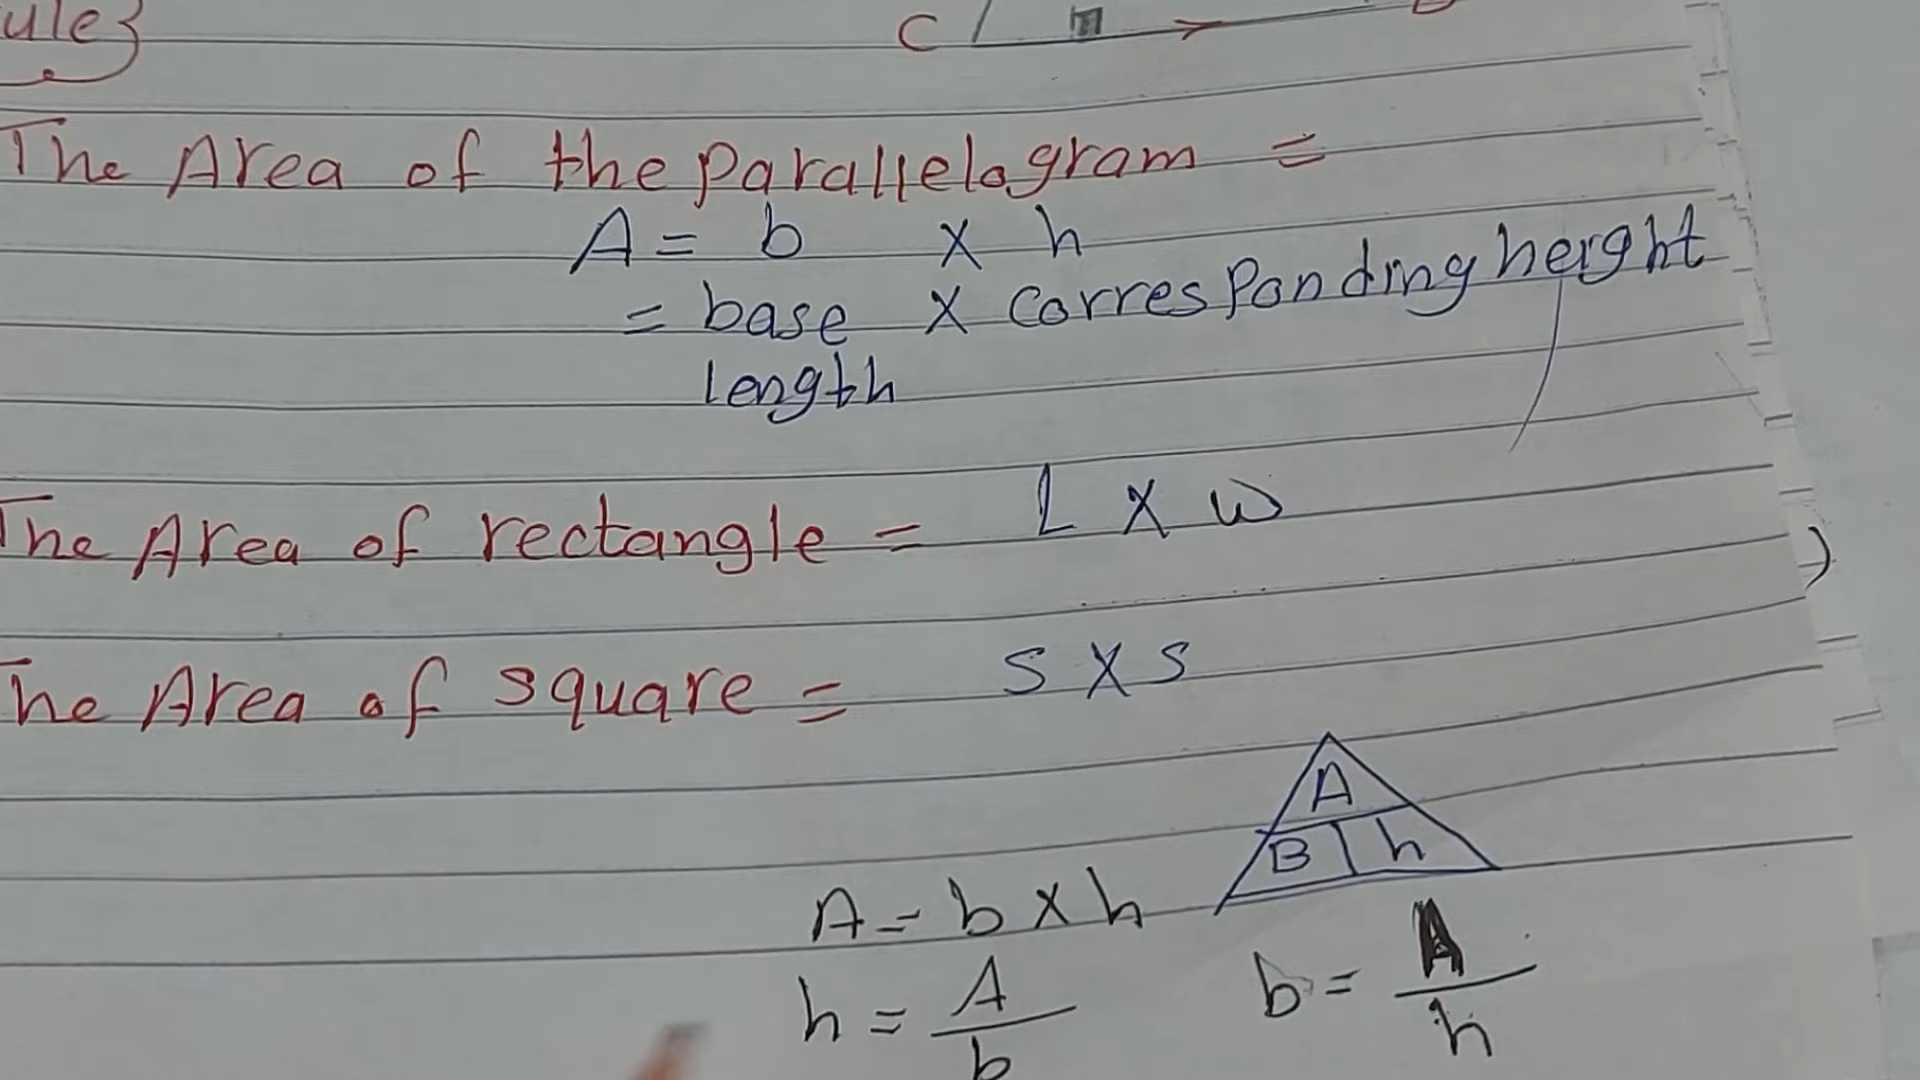 ule}
C
The Area of the parallelogram =
A = b x h
= base x corresponding height
length
The Area of rectangle = L x w
The Area of square = s x s
A
B h
A = b x h
h = A / b
b = A / h